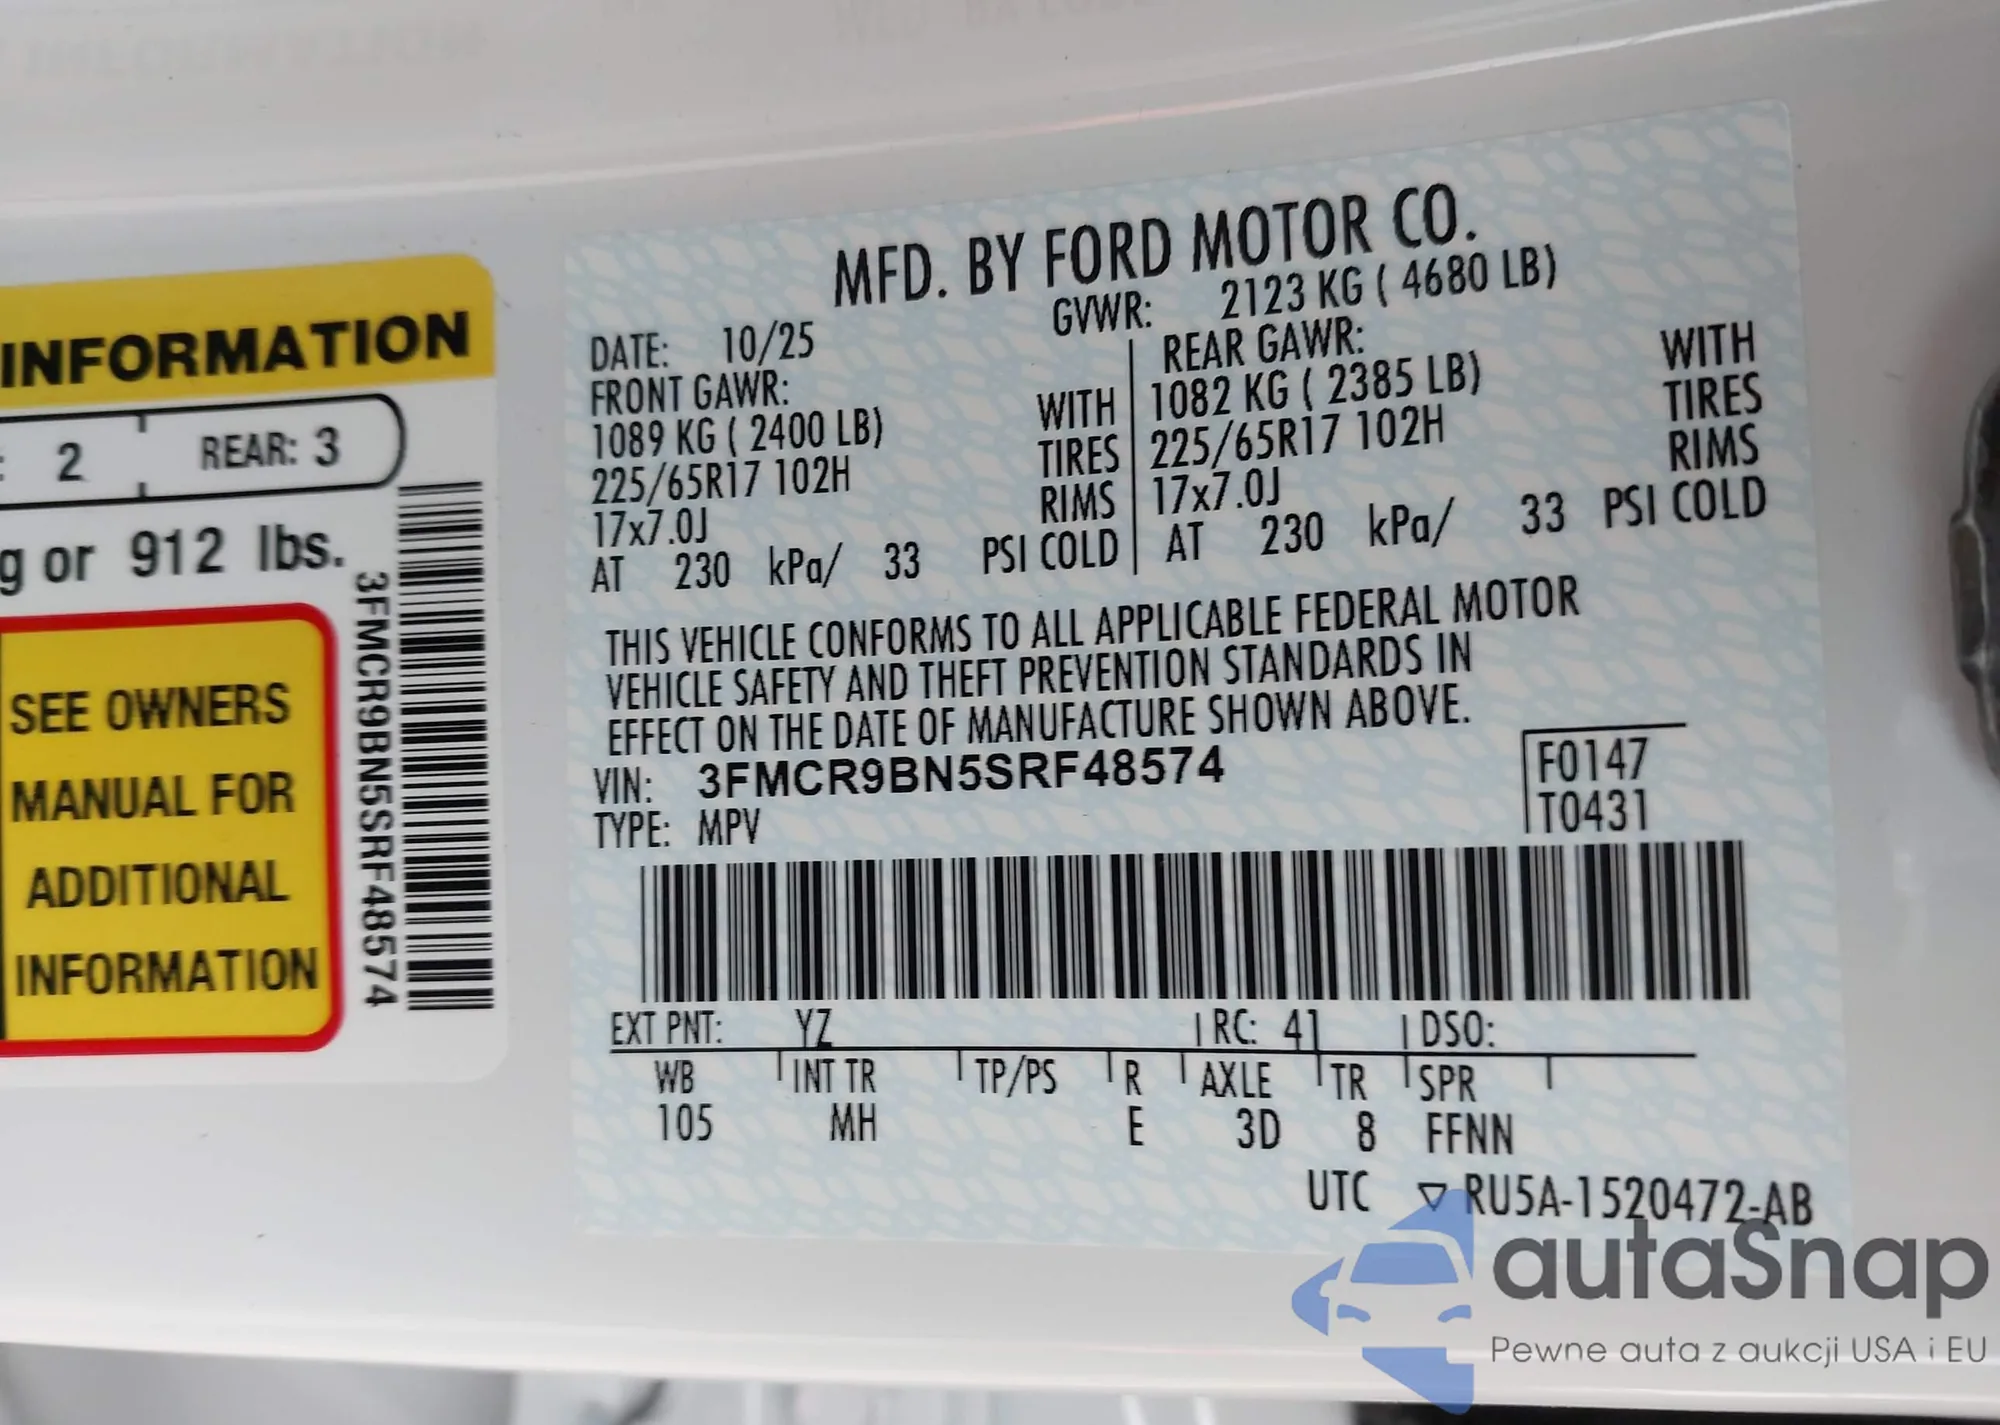 INFORMATION
2 REAR: 3
g or 912 lbs.
SEE OWNERS
MANUAL FOR
ADDITIONAL
INFORMATION
3FMCR9BN5SRF48574
MFD. BY FORD MOTOR CO.
DATE: 10/25 GVWR: 2123 KG ( 4680 LB)
FRONT GAWR: REAR GAWR:
1089 KG ( 2400 LB) WITH 1082 KG ( 2385 LB) WITH
225/65R17 102H TIRES 225/65R17 102H TIRES
17x7.0J RIMS 17x7.0J RIMS
AT 230 kPa/ 33 PSI COLD AT 230 kPa/ 33 PSI COLD
THIS VEHICLE CONFORMS TO ALL APPLICABLE FEDERAL MOTOR
VEHICLE SAFETY AND THEFT PREVENTION STANDARDS IN
EFFECT ON THE DATE OF MANUFACTURE SHOWN ABOVE.
VIN: 3FMCR9BN5SRF48574 F0147
TYPE: MPV T0431
EXT PNT: YZ RC: 41 DSO:
WB INT TR TP/PS R AXLE TR SPR
105 MH E 3D 8 FFNN
UTC ▽ RU5A-1520472-AB
autaSnap
Pewne auta z aukcji USA i EU